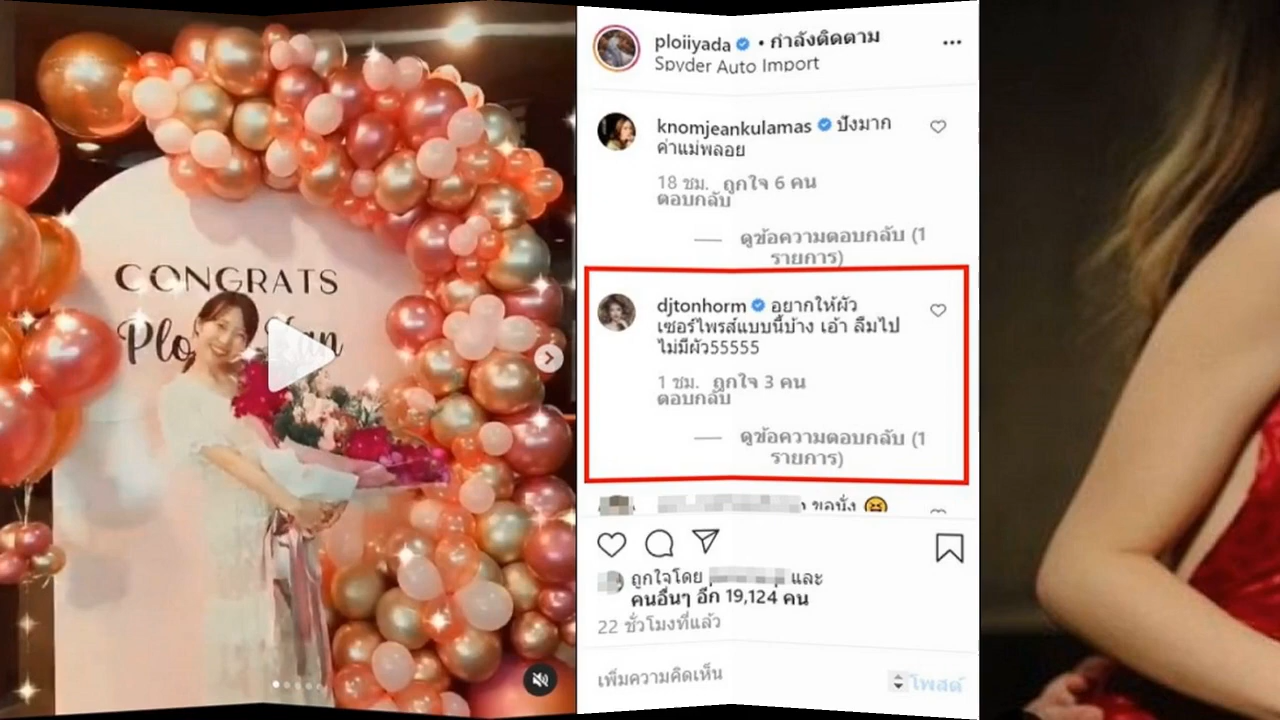 CONGRATS
Plo
ploiiyada • กำลังติดตาม
Spyder Auto Import
knomjeankulamas ปังมาก
ค่าแม่พลอย
18 ชม. ถูกใจ 6 คน
ตอบกลับ
ดูข้อความตอบกลับ (1
รายการ)
djtonhorm อยากให้ผัว
เซอร์ไพรส์แบบนี้บ้าง เอ๋า ลืมไป
ไม่มีผัว55555
1 ชม. ถูกใจ 3 คน
ตอบกลับ
ดูข้อความตอบกลับ (1
รายการ)
ขอนั่ง
ถูกใจโดย และ
คนอื่นๆ อีก 19,124 คน
22 ชั่วโมงที่แล้ว
เพิ่มความคิดเห็น
โพสต์